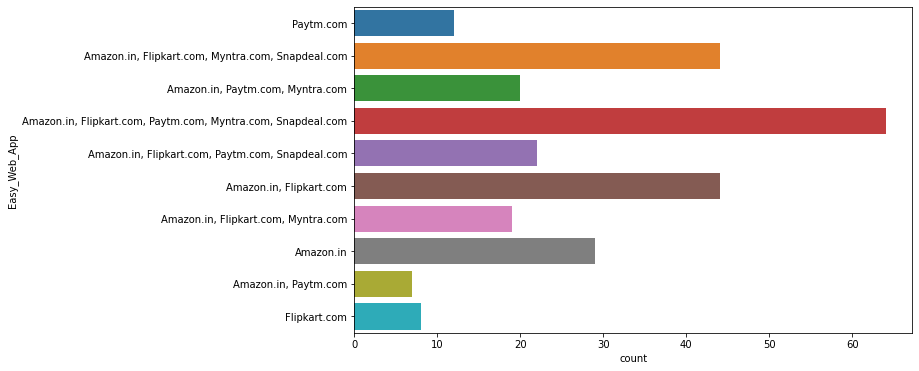 Paytm.com
Amazon.in, Flipkart.com, Myntra.com, Snapdeal.com
Amazon.in, Paytm.com, Myntra.com
Amazon.in, Flipkart.com, Paytm.com, Myntra.com, Snapdeal.com
Amazon.in, Flipkart.com, Paytm.com, Snapdeal.com
Amazon.in, Flipkart.com
Amazon.in, Flipkart.com, Myntra.com
Amazon.in
Amazon.in, Paytm.com
Flipkart.com
Easy_Web_App
0 10 20 30 40 50 60
count